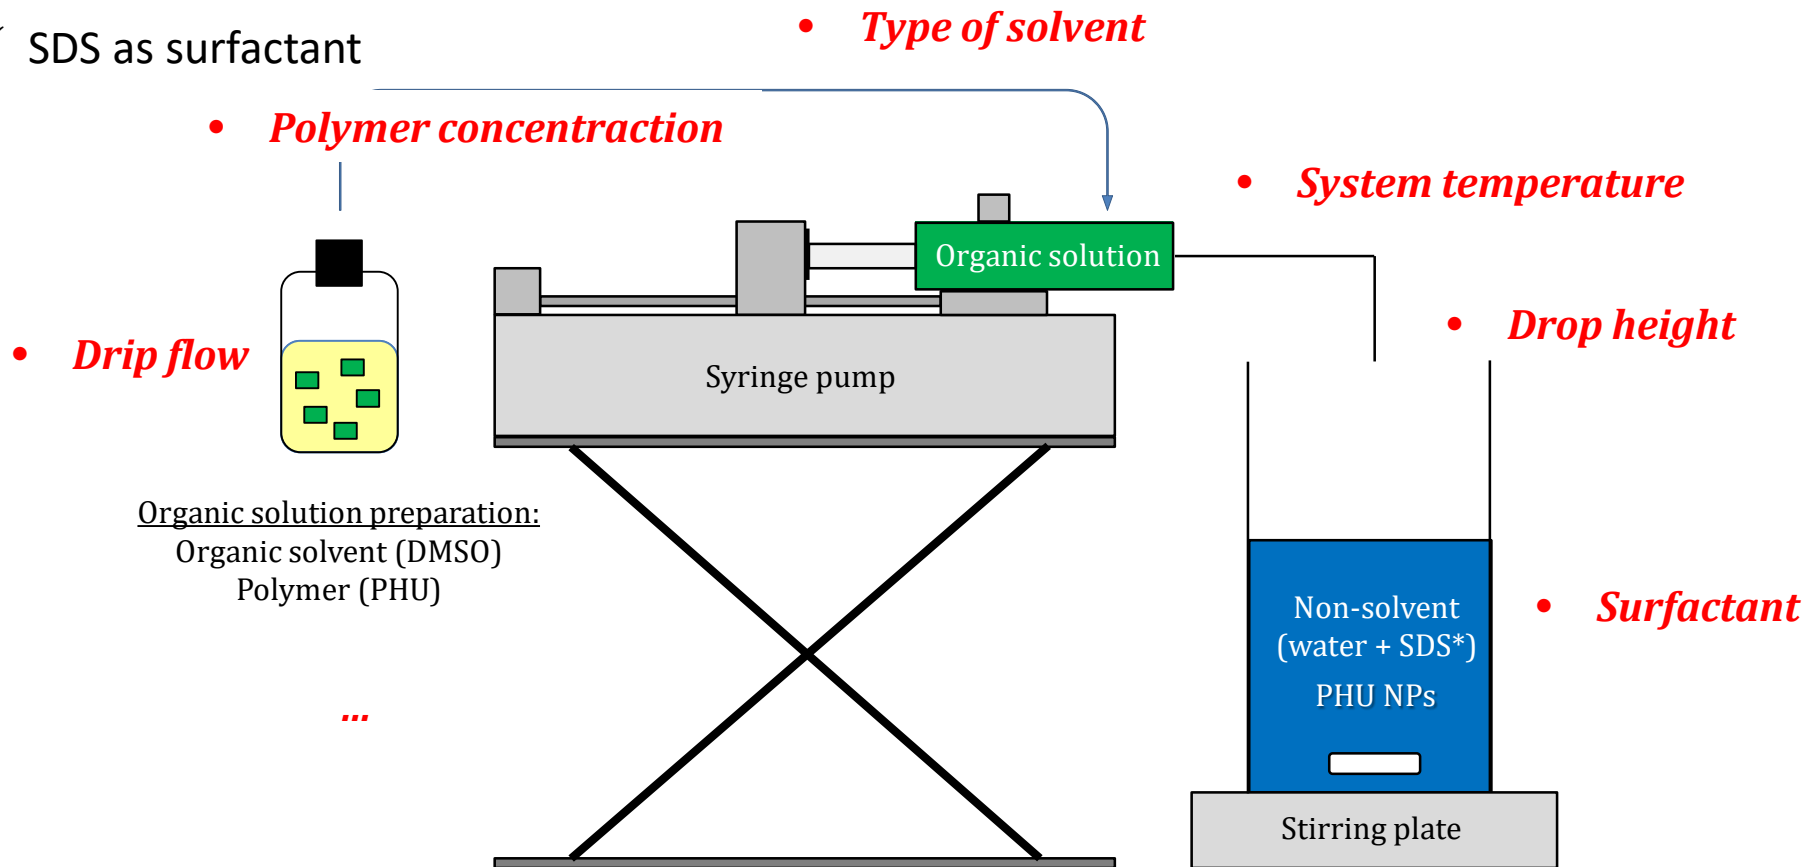 SDS as surfactant
• Type of solvent
• Polymer concentraction
• System temperature
Organic solution
• Drop height
• Drip flow
Syringe pump
Organic solution preparation:
Organic solvent (DMSO)
Polymer (PHU)
Non-solvent
(water + SDS*)
PHU NPs
• Surfactant
...
Stirring plate